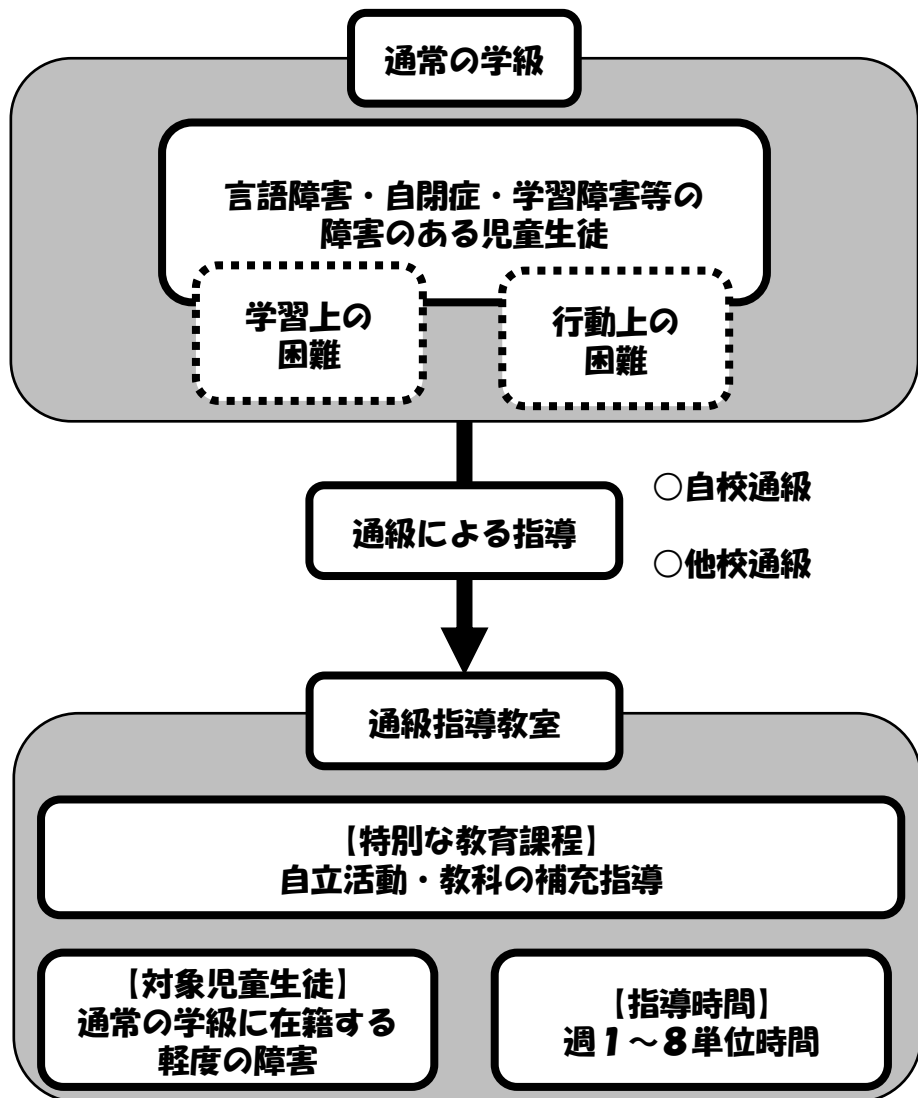 通常の学級
言語障害・自閉症・学習障害等の
障害のある児童生徒
学習上の
困難
行動上の
困難
通級による指導
○自校通級
○他校通級
通級指導教室
【特別な教育課程】
自立活動・教科の補充指導
【対象児童生徒】
通常の学級に在籍する
軽度の障害
【指導時間】
週１～８単位時間